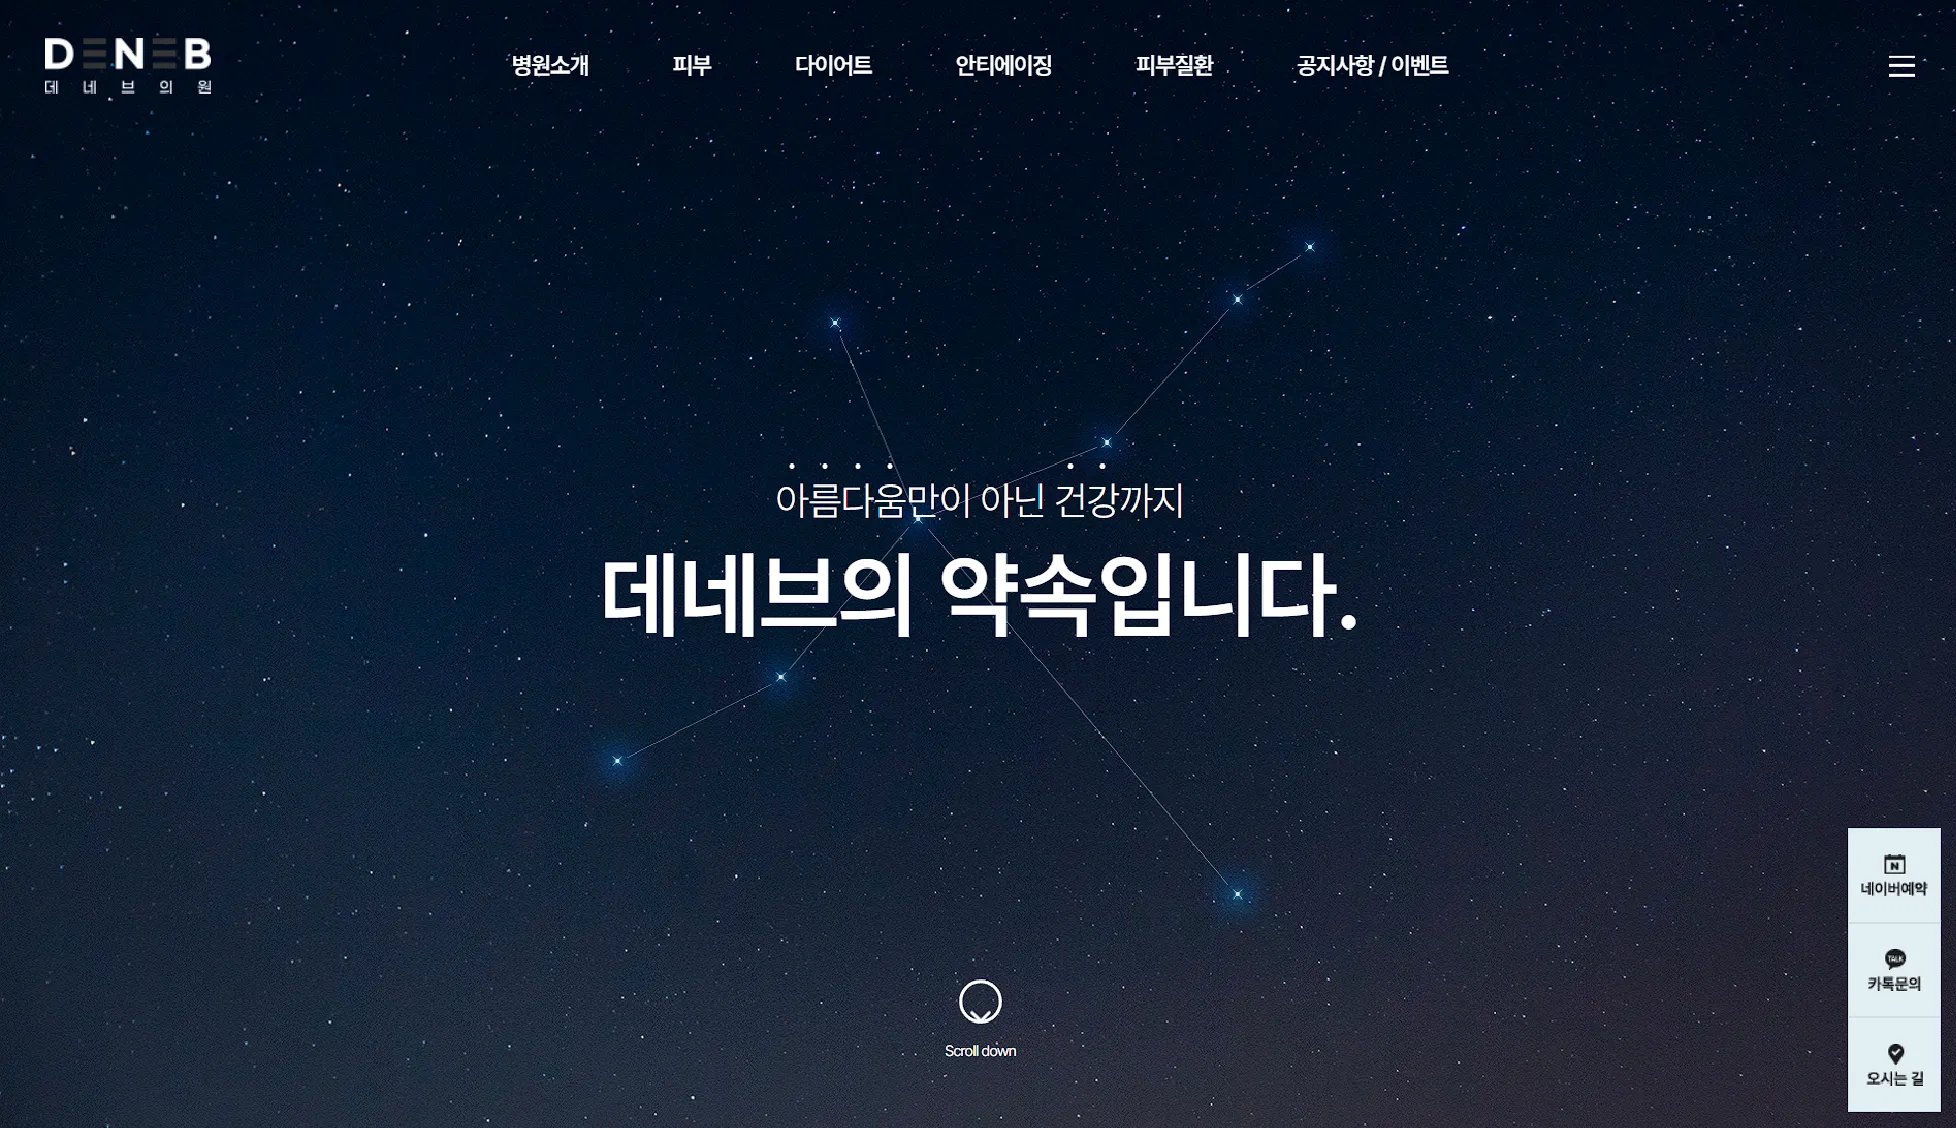 DENEB
데네브의원
병원소개
피부
다이어트
안티에이징
피부질환
공지사항 / 이벤트
아름다움만이 아닌 건강까지
데네브의 약속입니다.
Scroll down
N
네이버예약
TALK
카톡문의
오시는 길